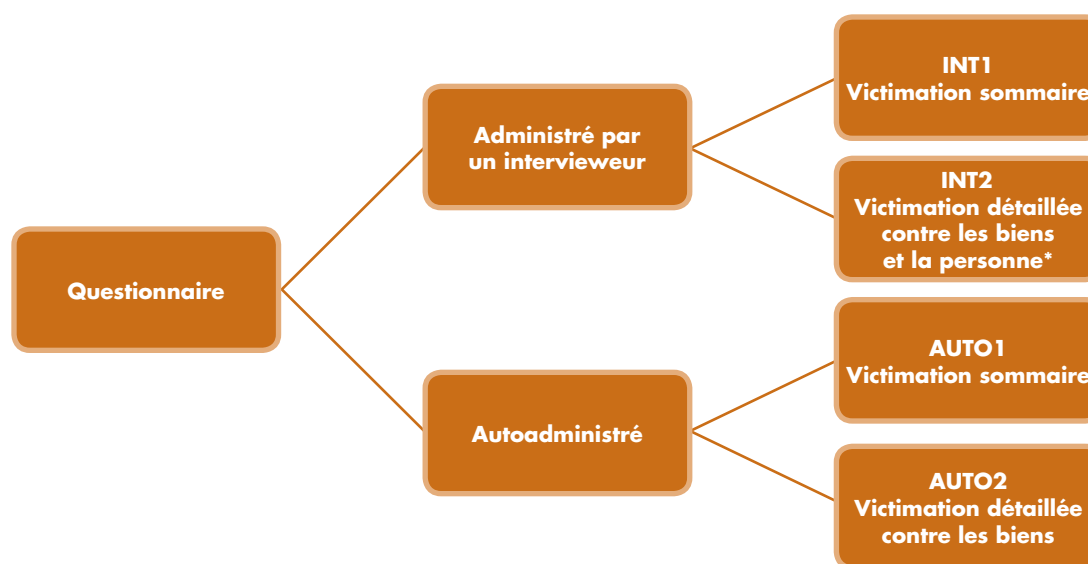 Questionnaire
Administré par
un intervieweur
Autoadministré
INT1
Victimation sommaire
INT2
Victimation détaillée
contre les biens
et la personne*
AUTO1
Victimation sommaire
AUTO2
Victimation détaillée
contre les biens